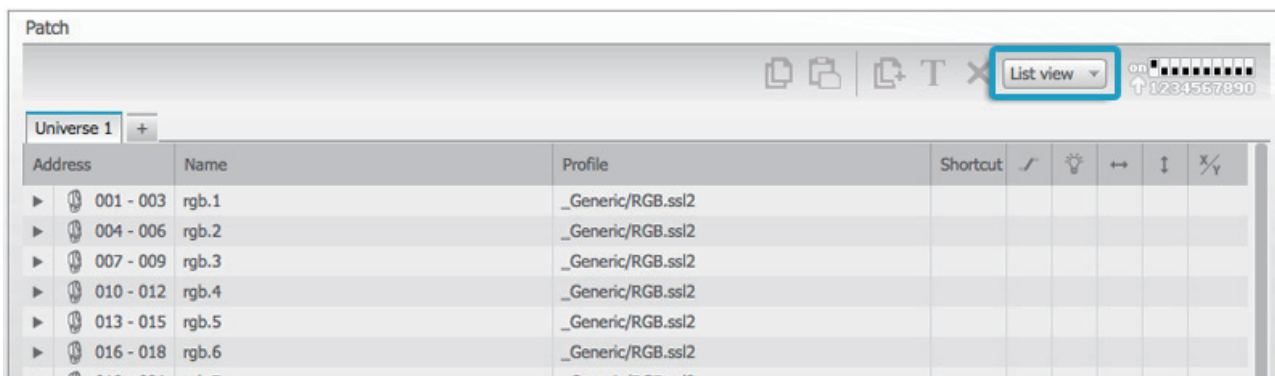 Patch
T List view on
1234567890
Universe 1 +
Address Name Profile Shortcut X/Y
001 - 003 rgb.1 _Generic/RGB.ssl2
004 - 006 rgb.2 _Generic/RGB.ssl2
007 - 009 rgb.3 _Generic/RGB.ssl2
010 - 012 rgb.4 _Generic/RGB.ssl2
013 - 015 rgb.5 _Generic/RGB.ssl2
016 - 018 rgb.6 _Generic/RGB.ssl2